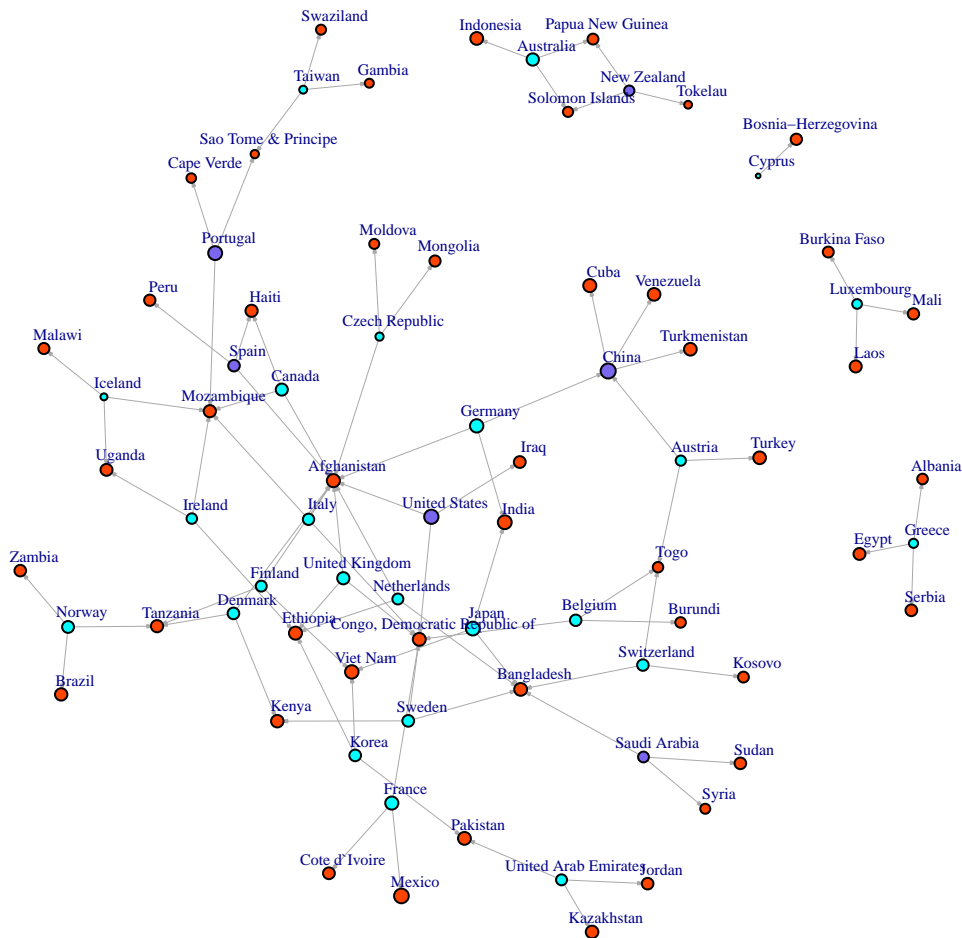 Swaziland
Indonesia
Papua New Guinea
Australia
Taiwan
Gambia
New Zealand
Tokelau
Solomon Islands
Bosnia−Herzegovina
Sao Tome & Principe
Cape Verde
Cyprus
Moldova
Portugal
Mongolia
Burkina Faso
Cuba
Venezuela
Peru
Haiti
Luxembourg
Mali
Czech Republic
Malawi
Turkmenistan
Spain
Laos
China
Canada
Iceland
Mozambique
Germany
Iraq
Austria
Turkey
Uganda
Afghanistan
Albania
Ireland
Italy
United States
India
Greece
Egypt
Zambia
Togo
Finland
United Kingdom
Netherlands
Serbia
Norway
Tanzania
Denmark
Ethiopia
Congo, Democratic Republic of
Japan
Belgium
Burundi
Viet Nam
Switzerland
Kosovo
Brazil
Bangladesh
Kenya
Sweden
Korea
Saudi Arabia
Sudan
France
Syria
Pakistan
Cote d`Ivoire
Mexico
United Arab Emirates
Jordan
Kazakhstan